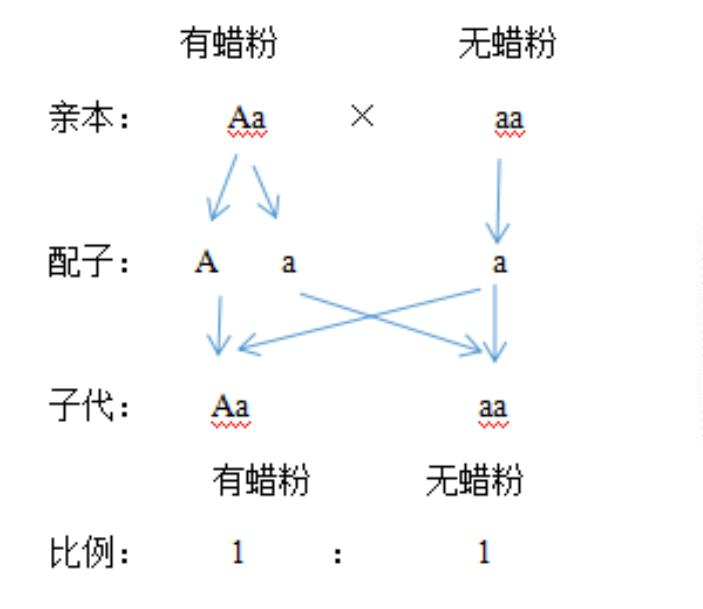 有蜡粉 无蜡粉
亲本： Aa × aa
配子： A a a
子代： Aa aa
有蜡粉 无蜡粉
比例： 1 ： 1